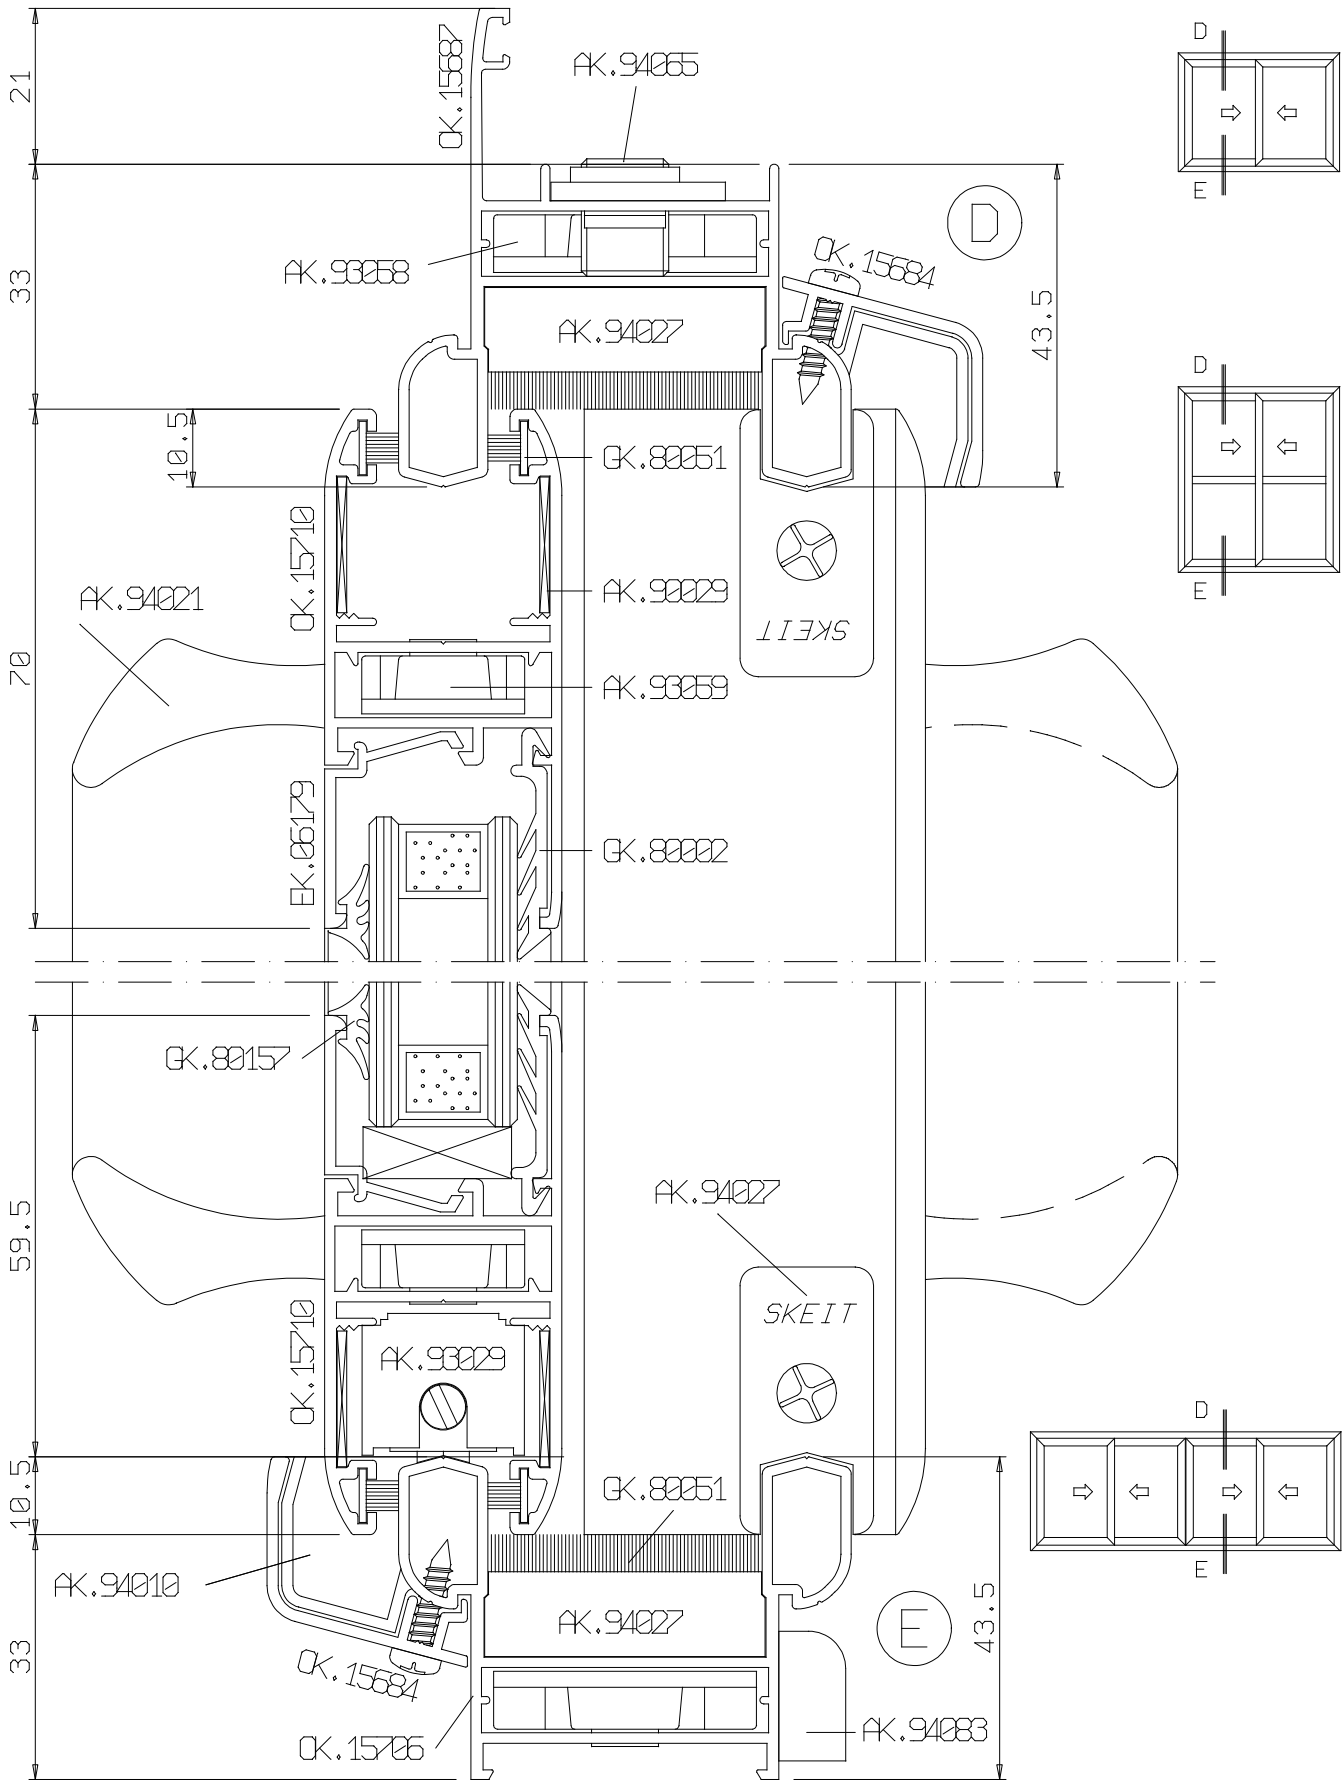 21
OK.15687
AK.94065
D
E
33
AK.93058
D
OK.15684
43.5
AK.94027
D
E
10.5
GK.80051
OK.15710
AK.90029
AK.94021
SKEIT
70
AK.93059
EK.06179
GK.80002
GK.80157
59.5
AK.94027
SKEIT
OK.15710
AK.93029
D
E
10.5
GK.80051
AK.94010
AK.94027
E
43.5
33
OK.15684
OK.15706
AK.94083